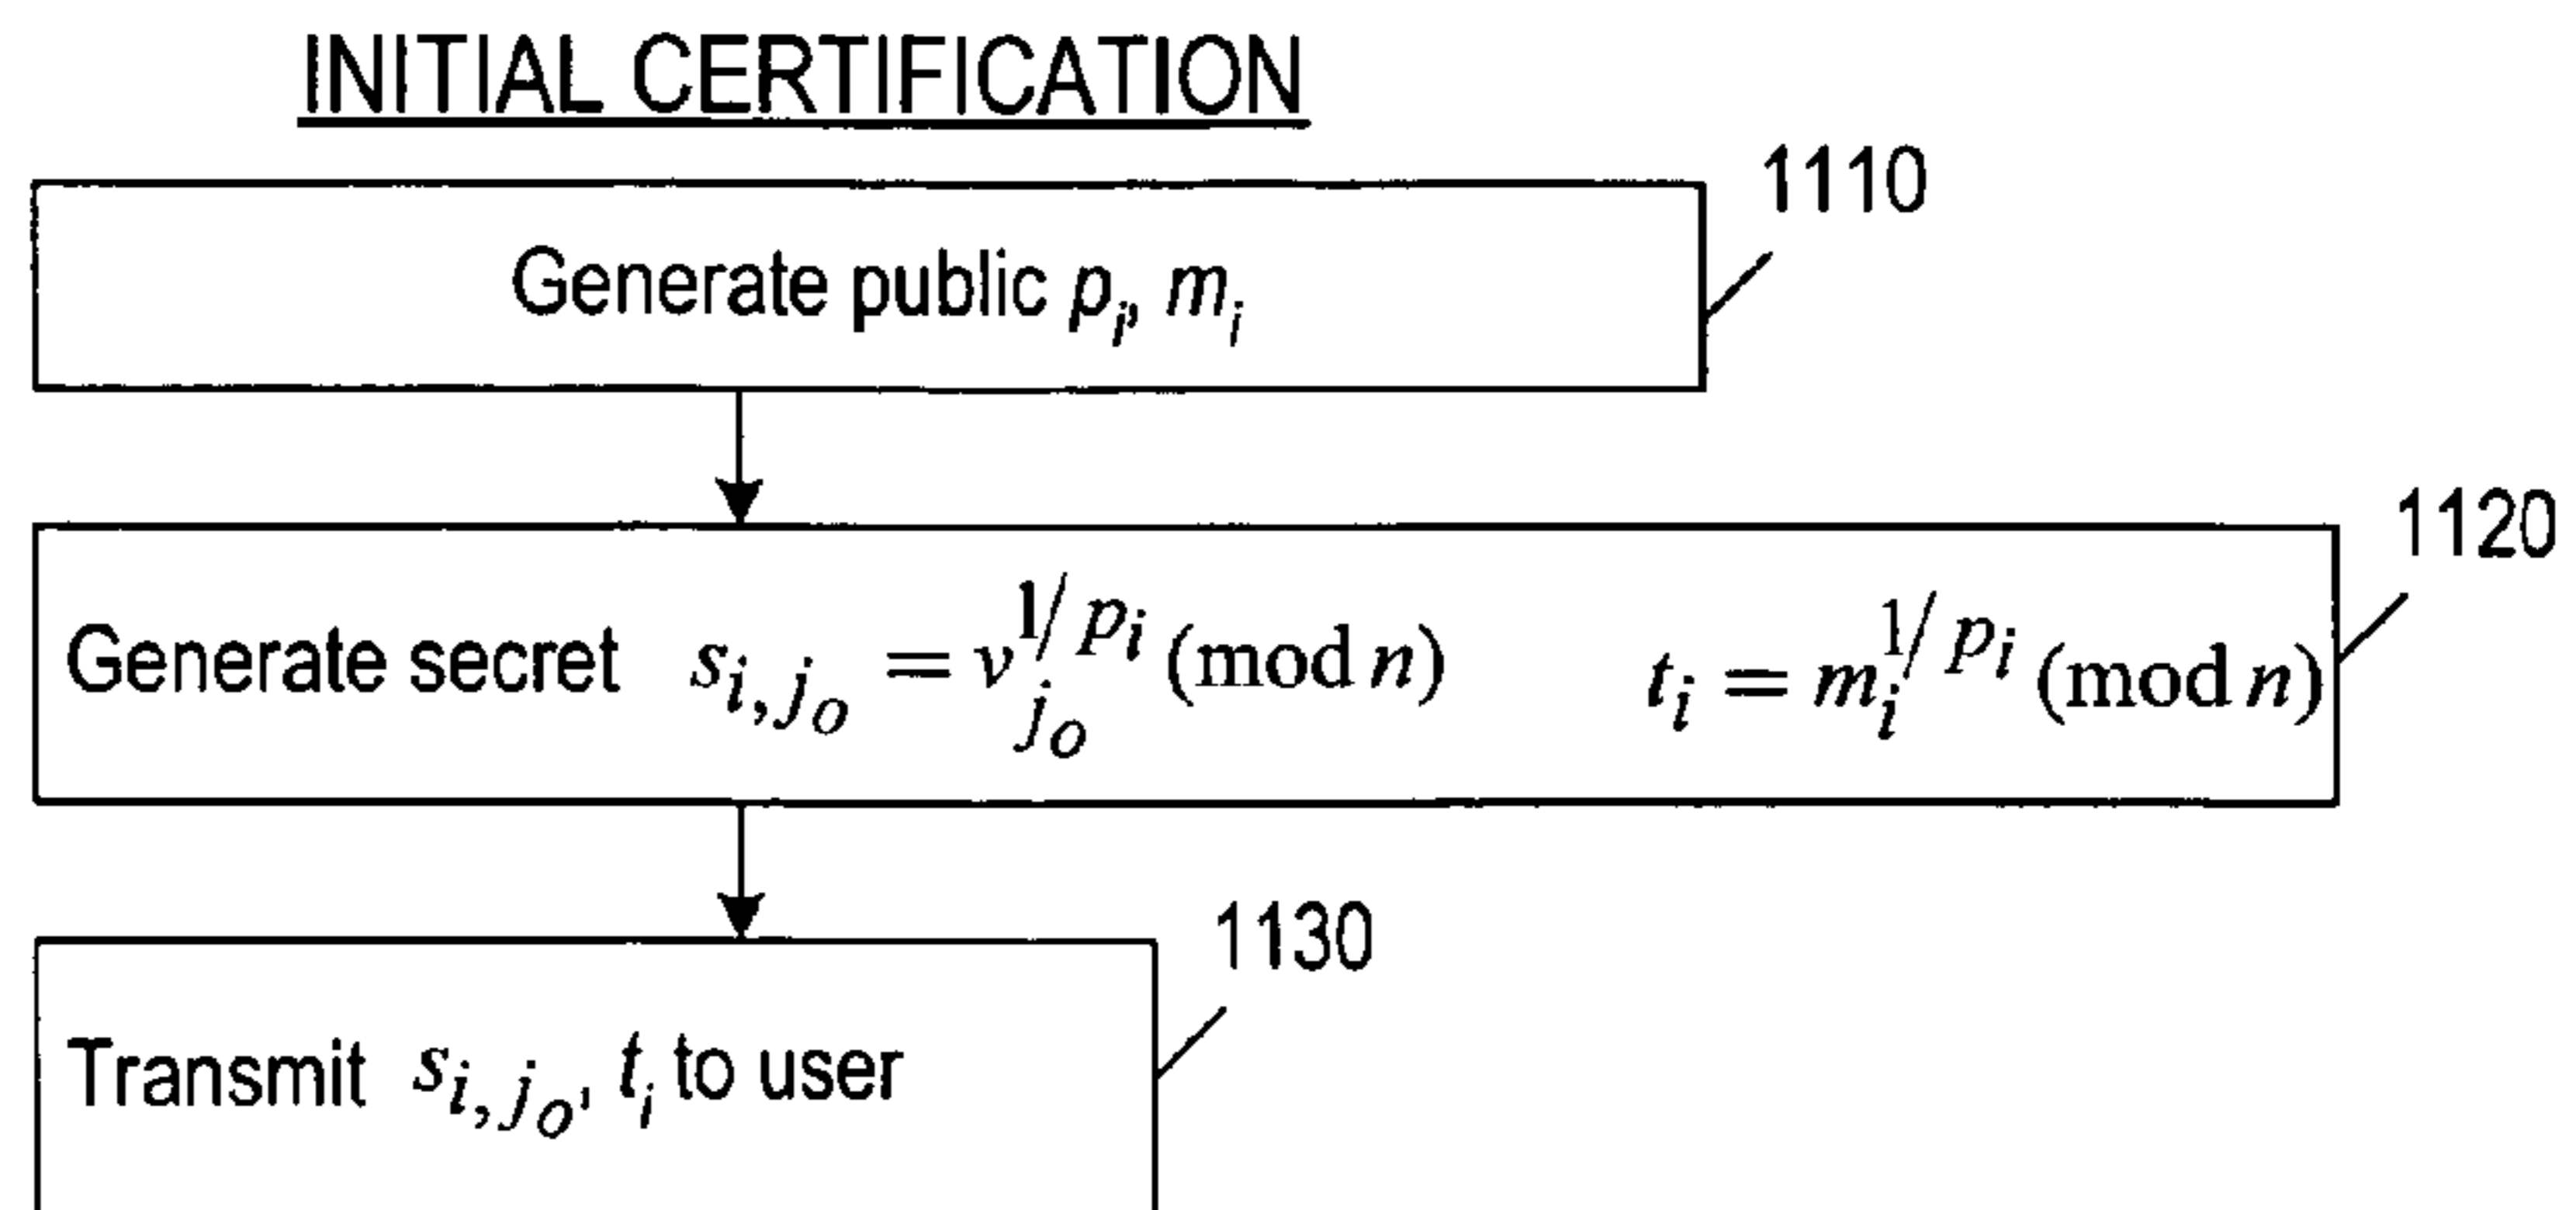 INITIAL CERTIFICATION
1110
Generate public p_i, m_i
1120
Generate secret s_{i,j_o} = v_{j_o}^{1/p_i} (mod n) t_i = m_i^{1/p_i} (mod n)
1130
Transmit s_{i,j_o}, t_i to user